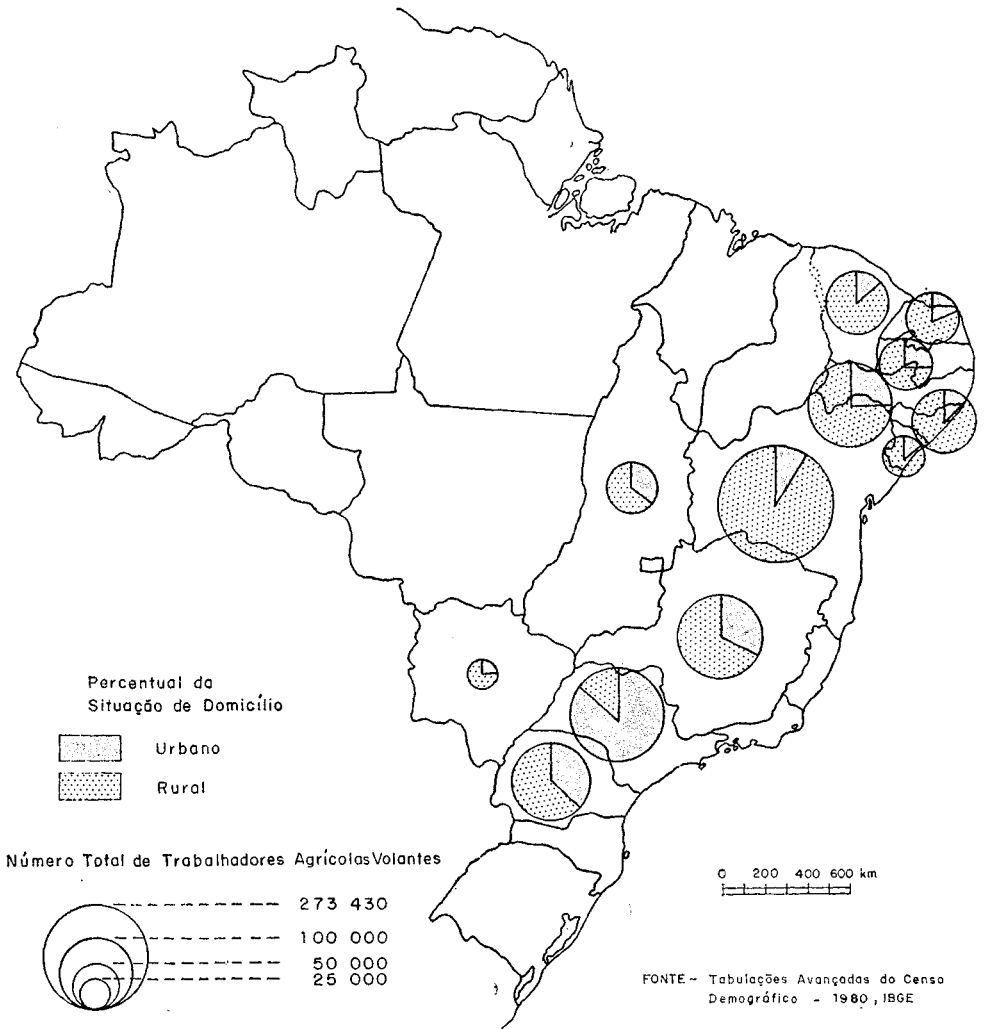 Percentual da
Situação de Domicílio
Urbano
Rural
Número Total de Trabalhadores Agrícolas Volantes
273 430
100 000
50 000
25 000
0 200 400 600 km
FONTE - Tabulações Avançadas do Censo
Demográfico - 1980, IBGE